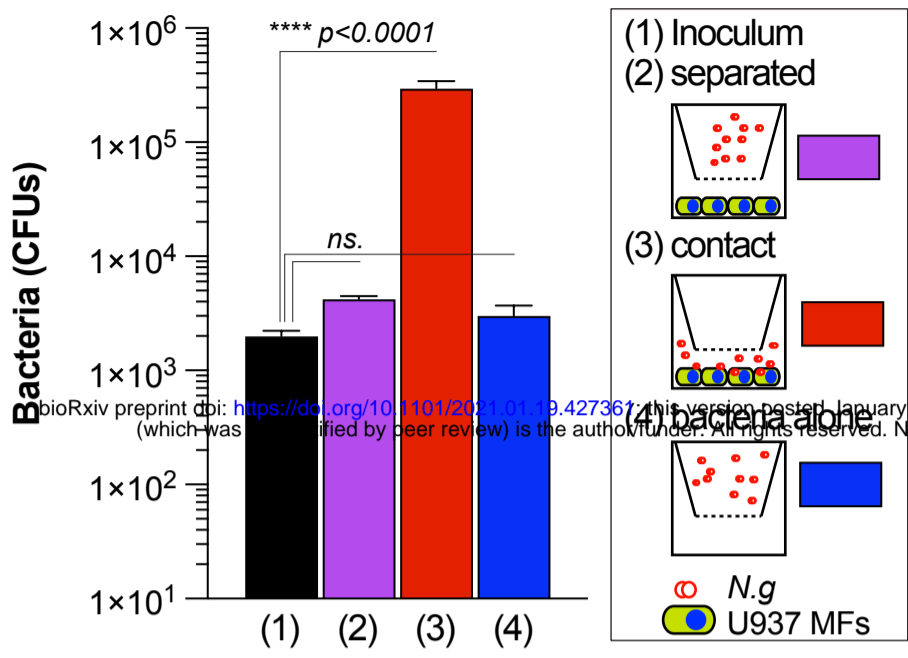 1×10⁶
1×10⁵
1×10⁴
1×10³
1×10²
1×10¹
Bacteria (CFUs)
**** p<0.0001
ns.
(1) (2) (3) (4)
(1) Inoculum
(2) separated
(3) contact
bioRxiv preprint doi: https://doi.org/10.1101/2021.01.19.427361; this version posted January
(4) bacteria alone
(which was ified by peer review) is the author/funder. All rights reserved. N
N.g
U937 MFs